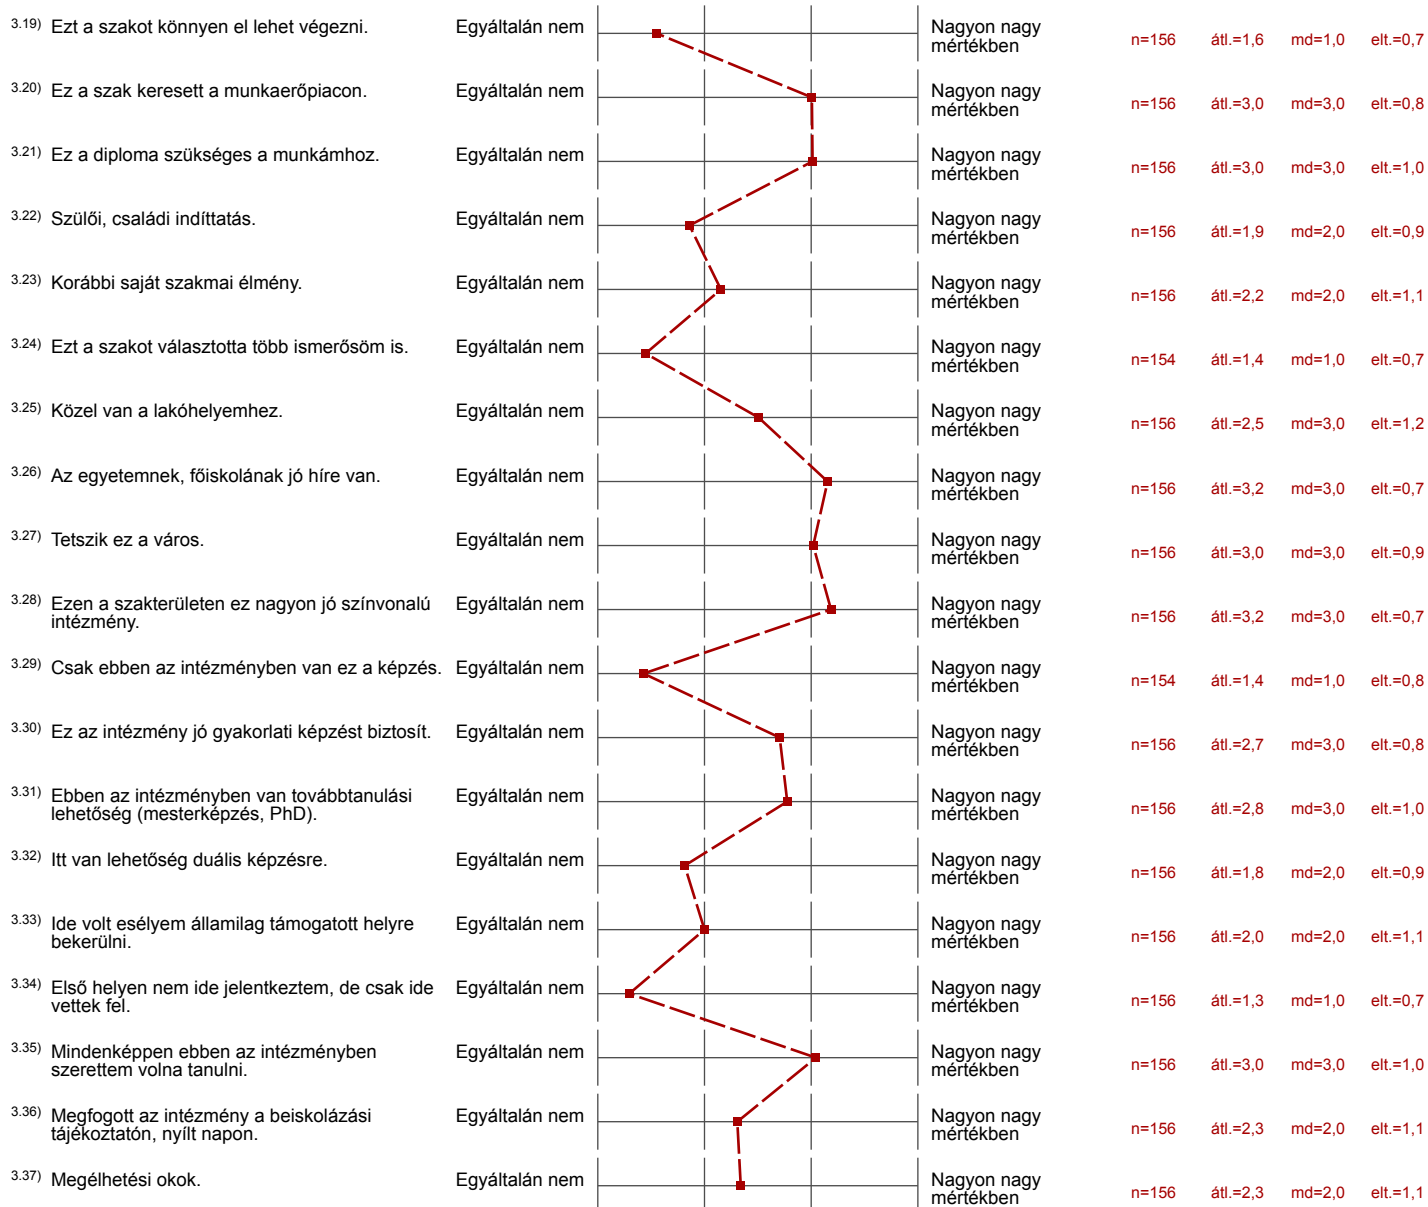 3.19) Ezt a szakot könnyen el lehet végezni. Egyáltalán nem Nagyon nagy
mértékben n=156 átl.=1,6 md=1,0 elt.=0,7
3.20) Ez a szak keresett a munkaerőpiacon. Egyáltalán nem Nagyon nagy
mértékben n=156 átl.=3,0 md=3,0 elt.=0,8
3.21) Ez a diploma szükséges a munkámhoz. Egyáltalán nem Nagyon nagy
mértékben n=156 átl.=3,0 md=3,0 elt.=1,0
3.22) Szülői, családi indíttatás. Egyáltalán nem Nagyon nagy
mértékben n=156 átl.=1,9 md=2,0 elt.=0,9
3.23) Korábbi saját szakmai élmény. Egyáltalán nem Nagyon nagy
mértékben n=156 átl.=2,2 md=2,0 elt.=1,1
3.24) Ezt a szakot választotta több ismerősöm is. Egyáltalán nem Nagyon nagy
mértékben n=154 átl.=1,4 md=1,0 elt.=0,7
3.25) Közel van a lakóhelyemhez. Egyáltalán nem Nagyon nagy
mértékben n=156 átl.=2,5 md=3,0 elt.=1,2
3.26) Az egyetemnek, főiskolának jó híre van. Egyáltalán nem Nagyon nagy
mértékben n=156 átl.=3,2 md=3,0 elt.=0,7
3.27) Tetszik ez a város. Egyáltalán nem Nagyon nagy
mértékben n=156 átl.=3,0 md=3,0 elt.=0,9
3.28) Ezen a szakterületen ez nagyon jó színvonalú Egyáltalán nem Nagyon nagy
intézmény. mértékben n=156 átl.=3,2 md=3,0 elt.=0,7
3.29) Csak ebben az intézményben van ez a képzés. Egyáltalán nem Nagyon nagy
mértékben n=154 átl.=1,4 md=1,0 elt.=0,8
3.30) Ez az intézmény jó gyakorlati képzést biztosít. Egyáltalán nem Nagyon nagy
mértékben n=156 átl.=2,7 md=3,0 elt.=0,8
3.31) Ebben az intézményben van továbbtanulási Egyáltalán nem Nagyon nagy
lehetőség (mesterképzés, PhD). mértékben n=156 átl.=2,8 md=3,0 elt.=1,0
3.32) Itt van lehetőség duális képzésre. Egyáltalán nem Nagyon nagy
mértékben n=156 átl.=1,8 md=2,0 elt.=0,9
3.33) Ide volt esélyem államilag támogatott helyre Egyáltalán nem Nagyon nagy
bekerülni. mértékben n=156 átl.=2,0 md=2,0 elt.=1,1
3.34) Első helyen nem ide jelentkeztem, de csak ide Egyáltalán nem Nagyon nagy
vettek fel. mértékben n=156 átl.=1,3 md=1,0 elt.=0,7
3.35) Mindenképpen ebben az intézményben Egyáltalán nem Nagyon nagy
szerettem volna tanulni. mértékben n=156 átl.=3,0 md=3,0 elt.=1,0
3.36) Megfogott az intézmény a beiskolázási Egyáltalán nem Nagyon nagy
tájékoztatón, nyílt napon. mértékben n=156 átl.=2,3 md=2,0 elt.=1,1
3.37) Megélhetési okok. Egyáltalán nem Nagyon nagy
mértékben n=156 átl.=2,3 md=2,0 elt.=1,1